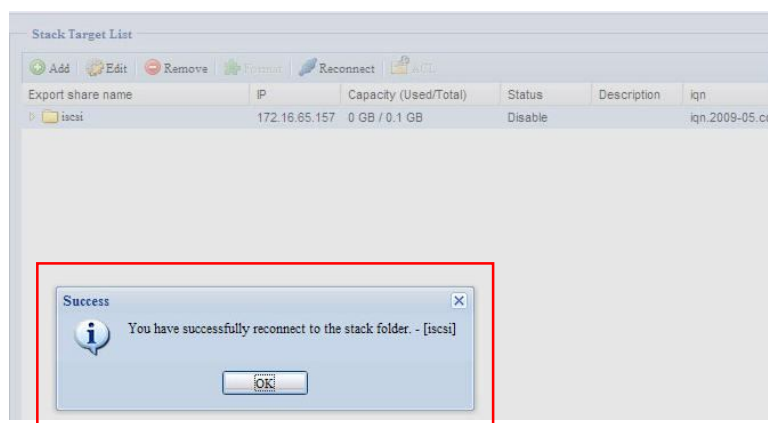 Stack Target List
Add Edit Remove Format Reconnect ACL
Export share name IP Capacity (Used/Total) Status Description iqn
iscsi 172.16.65.157 0 GB / 0.1 GB Disable iqn.2009-05.co
Success
You have successfully reconnect to the stack folder. - [iscsi]
OK